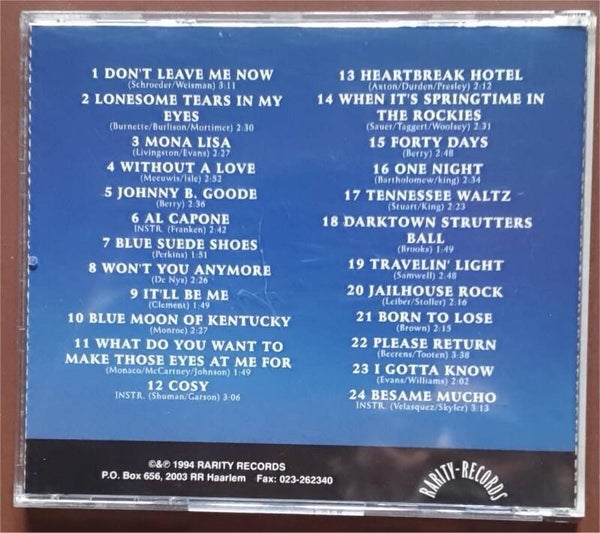 1 DON'T LEAVE ME NOW
(Schroeder/Weisman) 3:11
2 LONESOME TEARS IN MY
EYES
(Burnette/Burlison/Mortimer) 2:30
3 MONA LISA
(Livingston/Evans) 2:27
4 WITHOUT A LOVE
(Meeuwis/Isle) 2:52
5 JOHNNY B. GOODE
(Berry) 2:36
6 AL CAPONE
INSTR. (Franken) 2:42
7 BLUE SUEDE SHOES
(Perkins) 1:51
8 WON'T YOU ANYMORE
(De Nys) 2:26
9 IT'LL BE ME
(Clement) 1:49
10 BLUE MOON OF KENTUCKY
(Monroe) 2:27
11 WHAT DO YOU WANT TO
MAKE THOSE EYES AT ME FOR
(Monaco/McCartney/Johnson) 1:49
12 COSY
INSTR. (Shuman/Garson) 3:06
13 HEARTBREAK HOTEL
(Axton/Durden/Presley) 2:12
14 WHEN IT'S SPRINGTIME IN
THE ROCKIES
(Sauer/Taggert/Woolsey) 2:31
15 FORTY DAYS
(Berry) 2:48
16 ONE NIGHT
(Bartholomew/king) 2:34
17 TENNESSEE WALTZ
(Stuart/King) 2:23
18 DARKTOWN STRUTTERS
BALL
(Brooks) 1:49
19 TRAVELIN' LIGHT
(Samwell) 2:48
20 JAILHOUSE ROCK
(Leiber/Stoller) 2:16
21 BORN TO LOSE
(Brown) 2:15
22 PLEASE RETURN
(Beerens/Tooten) 3:38
23 I GOTTA KNOW
(Evans/Williams) 2:02
24 BESAME MUCHO
INSTR. (Velasquez/Skyler) 3:13
©&℗ 1994 RARITY RECORDS
P.O. Box 656, 2003 RR Haarlem Fax: 023-262340
RARITY-RECORDS